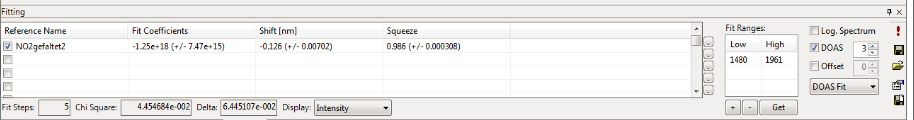 Fitting
Reference Name Fit Coefficients Shift [nm] Squeeze
NO2gefaltet2 -1.25e+18 (+/- 7.47e+15) -0.126 (+/- 0.00702) 0.986 (+/- 0.000308)
Fit Steps: 5 Chi Square: 4.454684e-002 Delta: 6.445107e-002 Display: Intensity
Fit Ranges:
Low High
1480 1961
+ - Get
Log. Spectrum
DOAS 3
Offset 0
DOAS Fit